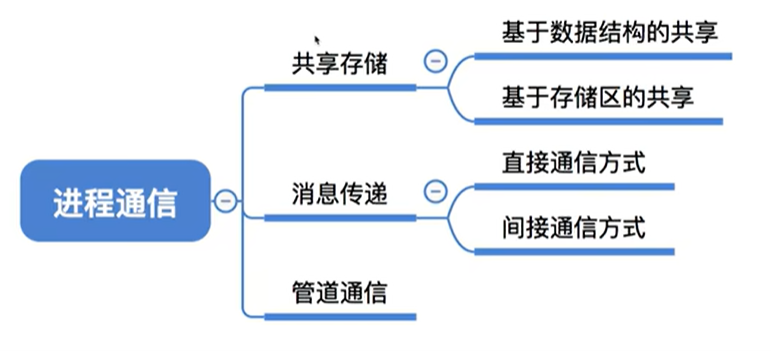 进程通信
共享存储
基于数据结构的共享
基于存储区的共享
消息传递
直接通信方式
间接通信方式
管道通信